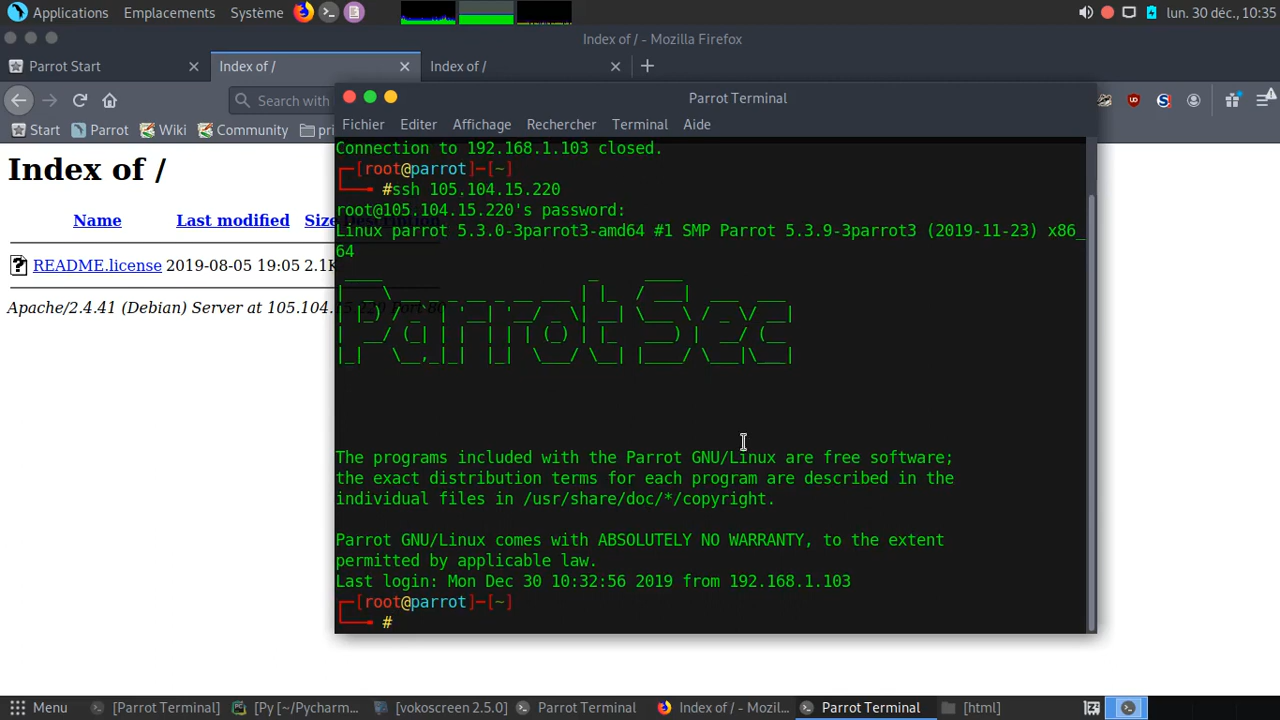 Applications Emplacements Système lun. 30 déc., 10:35
Index of / - Mozilla Firefox
Parrot Start Index of / Index of /
Search with
Start Parrot Wiki Community
Index of /
Name Last modified
README.license 2019-08-05 19:05 2.1K
Apache/2.4.41 (Debian) Server at 105.104.15.220
Parrot Terminal
Fichier Editer Affichage Rechercher Terminal Aide
Connection to 192.168.1.103 closed.
[root@parrot]-[~]
#ssh 105.104.15.220
root@105.104.15.220's password:
Linux parrot 5.3.0-3parrot3-amd64 #1 SMP Parrot 5.3.9-3parrot3 (2019-11-23) x86_
64
Parrot Sec
The programs included with the Parrot GNU/Linux are free software;
the exact distribution terms for each program are described in the
individual files in /usr/share/doc/*/copyright.
Parrot GNU/Linux comes with ABSOLUTELY NO WARRANTY, to the extent
permitted by applicable law.
Last login: Mon Dec 30 10:32:56 2019 from 192.168.1.103
[root@parrot]-[~]
#
Menu [Parrot Terminal] [Py [~/Pycharm... [vokoscreen 2.5.0] Parrot Terminal Index of / - Moz... Parrot Terminal [html]